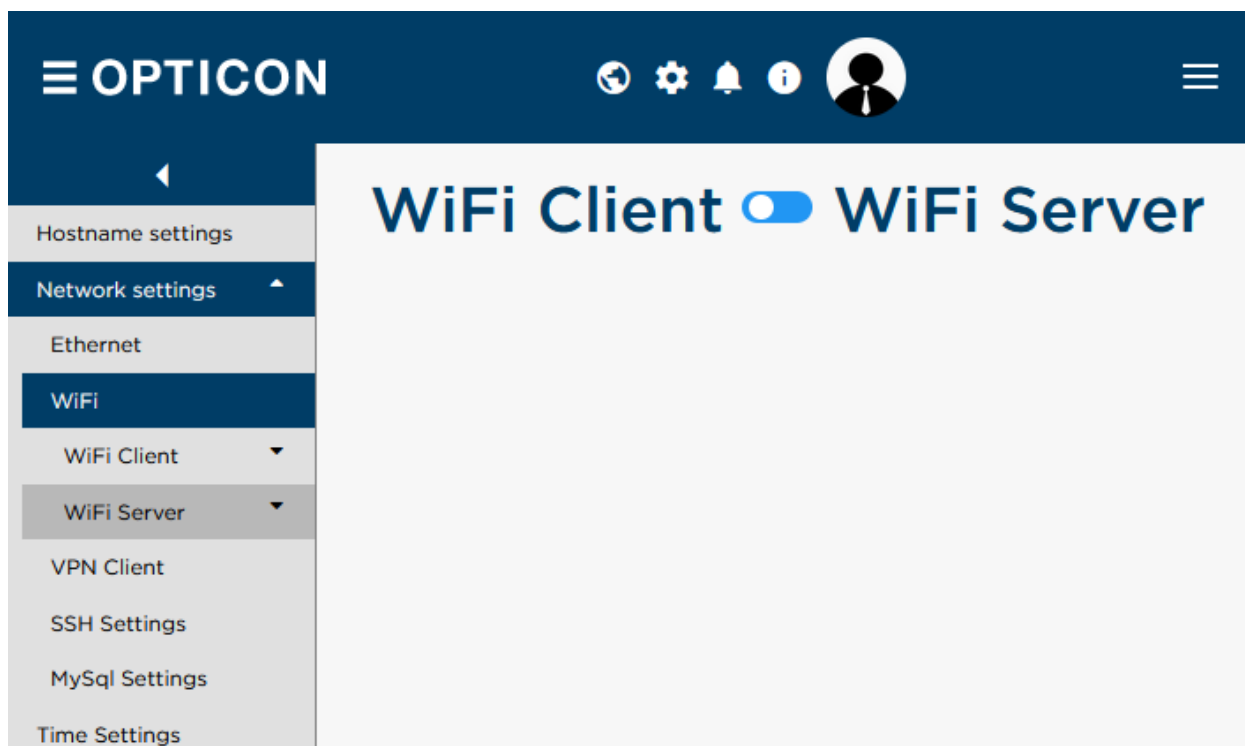 OPTICON
WiFi Client WiFi Server
Hostname settings
Network settings
Ethernet
WiFi
WiFi Client
WiFi Server
VPN Client
SSH Settings
MySql Settings
Time Settings